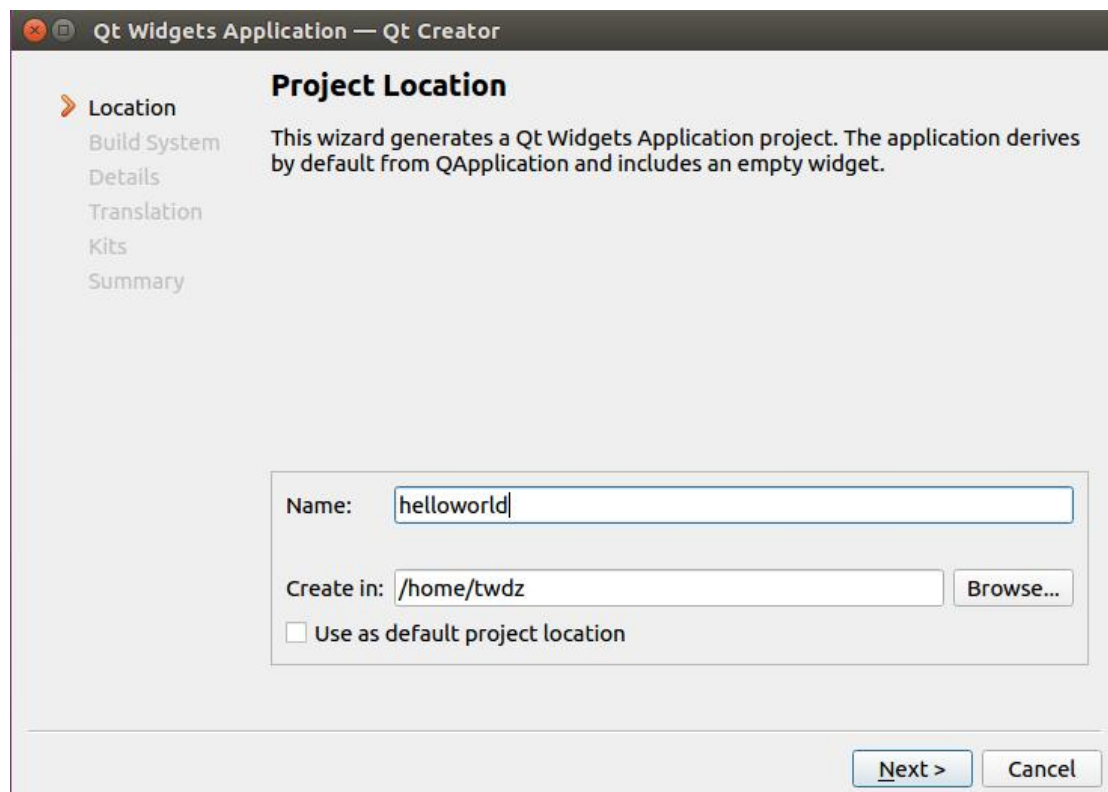 Qt Widgets Application — Qt Creator
Location
Build System
Details
Translation
Kits
Summary
Project Location
This wizard generates a Qt Widgets Application project. The application derives
by default from QApplication and includes an empty widget.
Name: helloworld
Create in: /home/twdz Browse...
Use as default project location
Next > Cancel